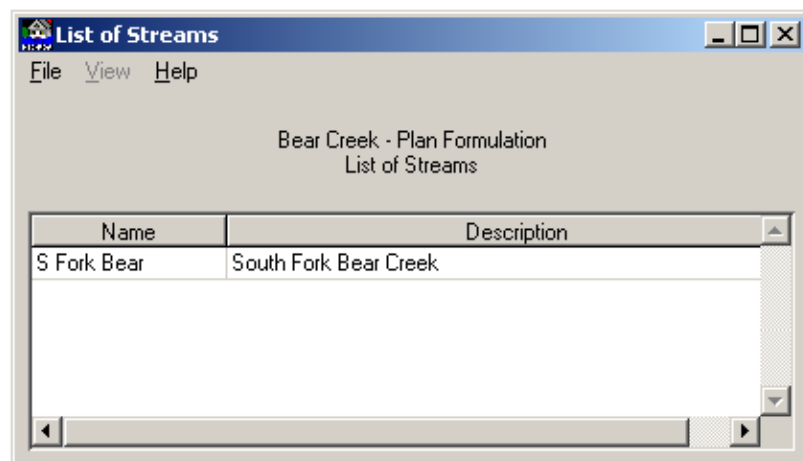 List of Streams
File View Help
Bear Creek - Plan Formulation
List of Streams
Name Description
S Fork Bear South Fork Bear Creek